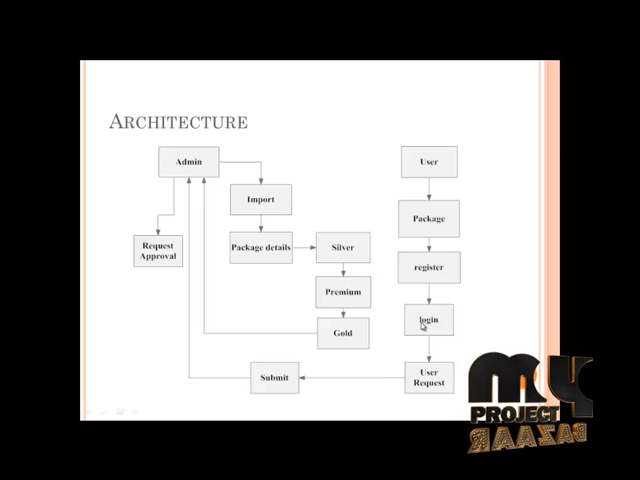 ARCHITECTURE
Admin
User
Import
Package
Request
Approval
Package details
Silver
register
Premium
login
Gold
Submit
User
Request
MY
PROJECT
BAZAAR